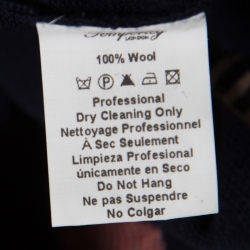 Temperley
100% Wool
P
Professional
Dry Cleaning Only
Nettoyage Professionnel
À Sec Seulement
Limpieza Profesional
únicamente en Seco
Do Not Hang
Ne pas Suspendre
No Colgar